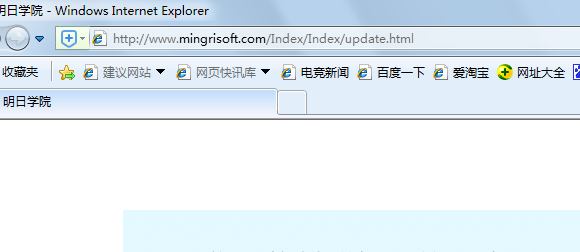 明日学院 - Windows Internet Explorer
http://www.mingrisoft.com/Index/Index/update.html
收藏夹 建议网站 网页快讯库 电竞新闻 百度一下 爱淘宝 网址大全
明日学院